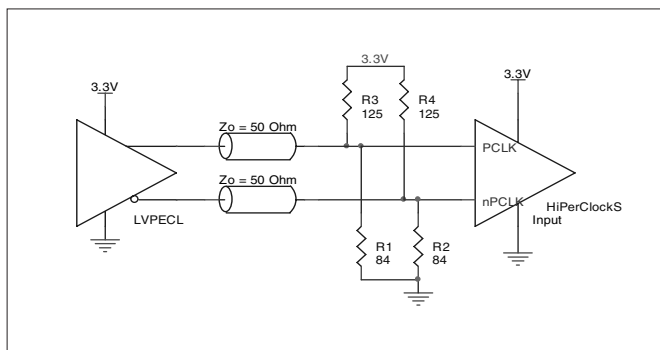 3.3V
3.3V
3.3V
R3
125
R4
125
Zo = 50 Ohm
PCLK
Zo = 50 Ohm
nPCLK
HiPerClockS
Input
LVPECL
R1
84
R2
84